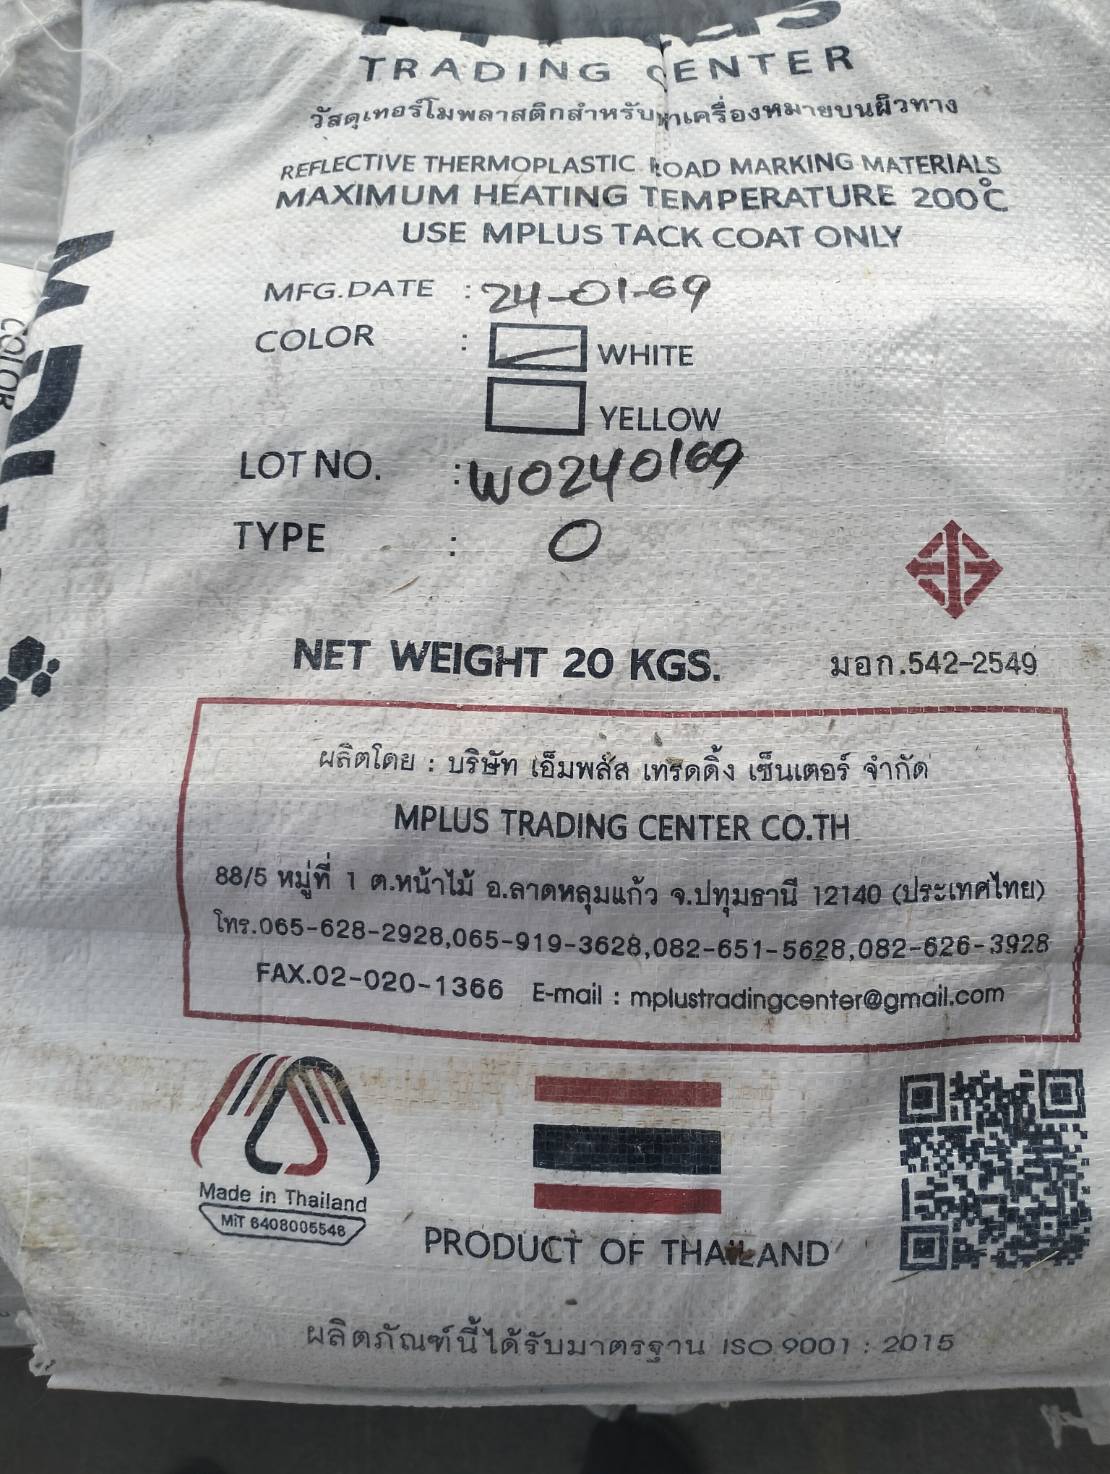 TRADING CENTER
วัสดุเทอร์โมพลาสติกสำหรับทำเครื่องหมายบนผิวทาง
REFLECTIVE THERMOPLASTIC ROAD MARKING MATERIALS
MAXIMUM HEATING TEMPERATURE 200°C
USE MPLUS TACK COAT ONLY
MFG.DATE : 24-01-69
COLOR : WHITE
YELLOW
LOT NO. : W0240169
TYPE : O
NET WEIGHT 20 KGS.
มอก.542-2549
ผลิตโดย : บริษัท เอ็มพลัส เทรดดิ้ง เซ็นเตอร์ จำกัด
MPLUS TRADING CENTER CO.TH
88/5 หมู่ที่ 1 ต.หน้าไม้ อ.ลาดหลุมแก้ว จ.ปทุมธานี 12140 (ประเทศไทย)
โทร.065-628-2928,065-919-3628,082-651-5628,082-626-3928
FAX.02-020-1366 E-mail : mplustradingcenter@gmail.com
Made in Thailand
MiT 6408005548
PRODUCT OF THAILAND
ผลิตภัณฑ์นี้ได้รับมาตรฐาน ISO 9001 : 2015
COLOR